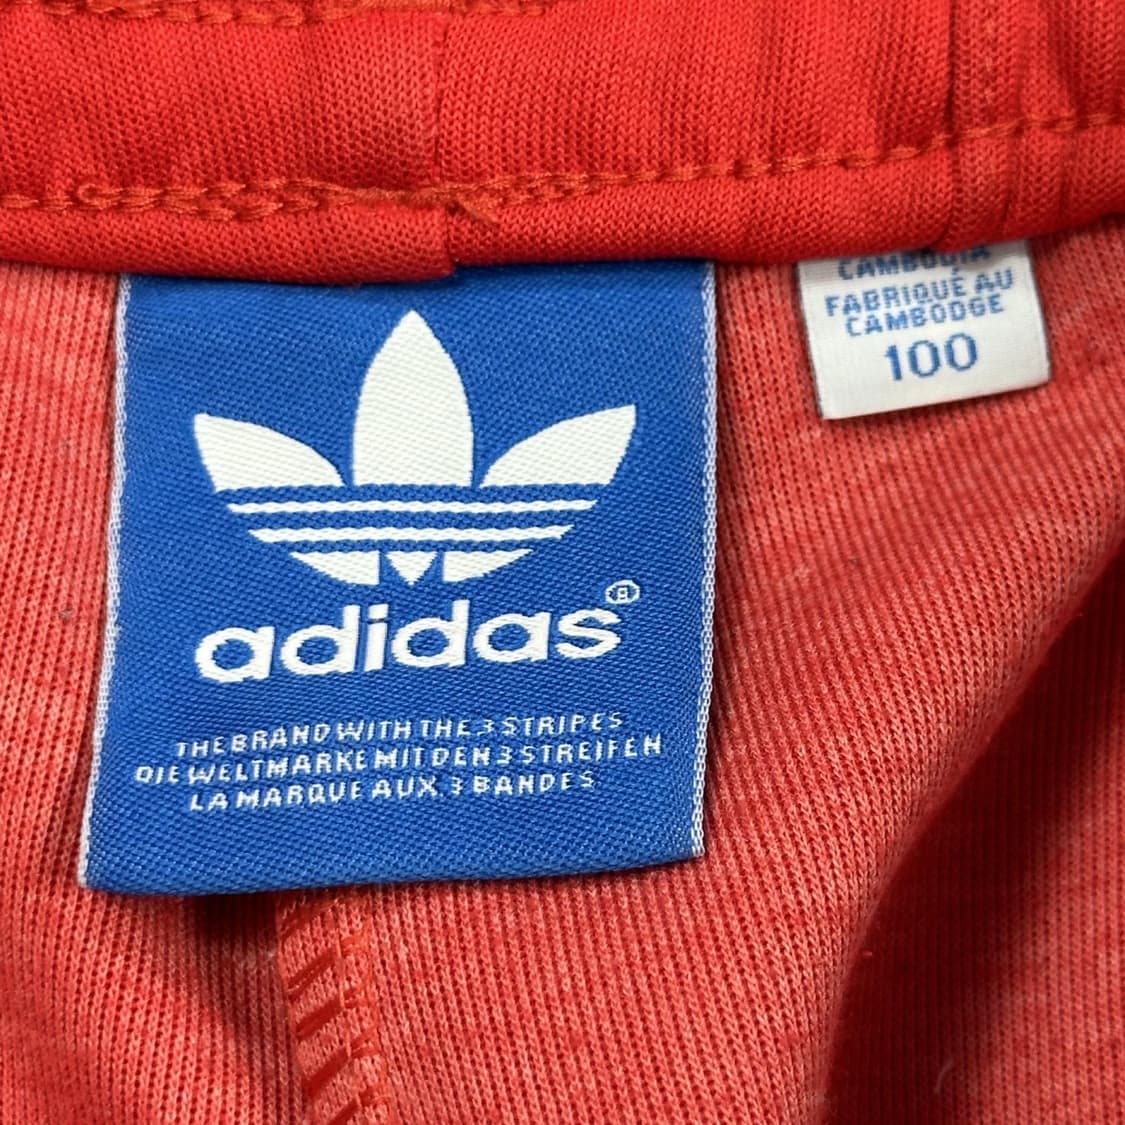 adidas®
THE BRAND WITH THE 3 STRIPES
DIE WELTMARKE MIT DEN 3 STREIFEN
LA MARQUE AUX 3 BANDES
CAMBODIA
FABRIQUÉ AU
CAMBODGE
100